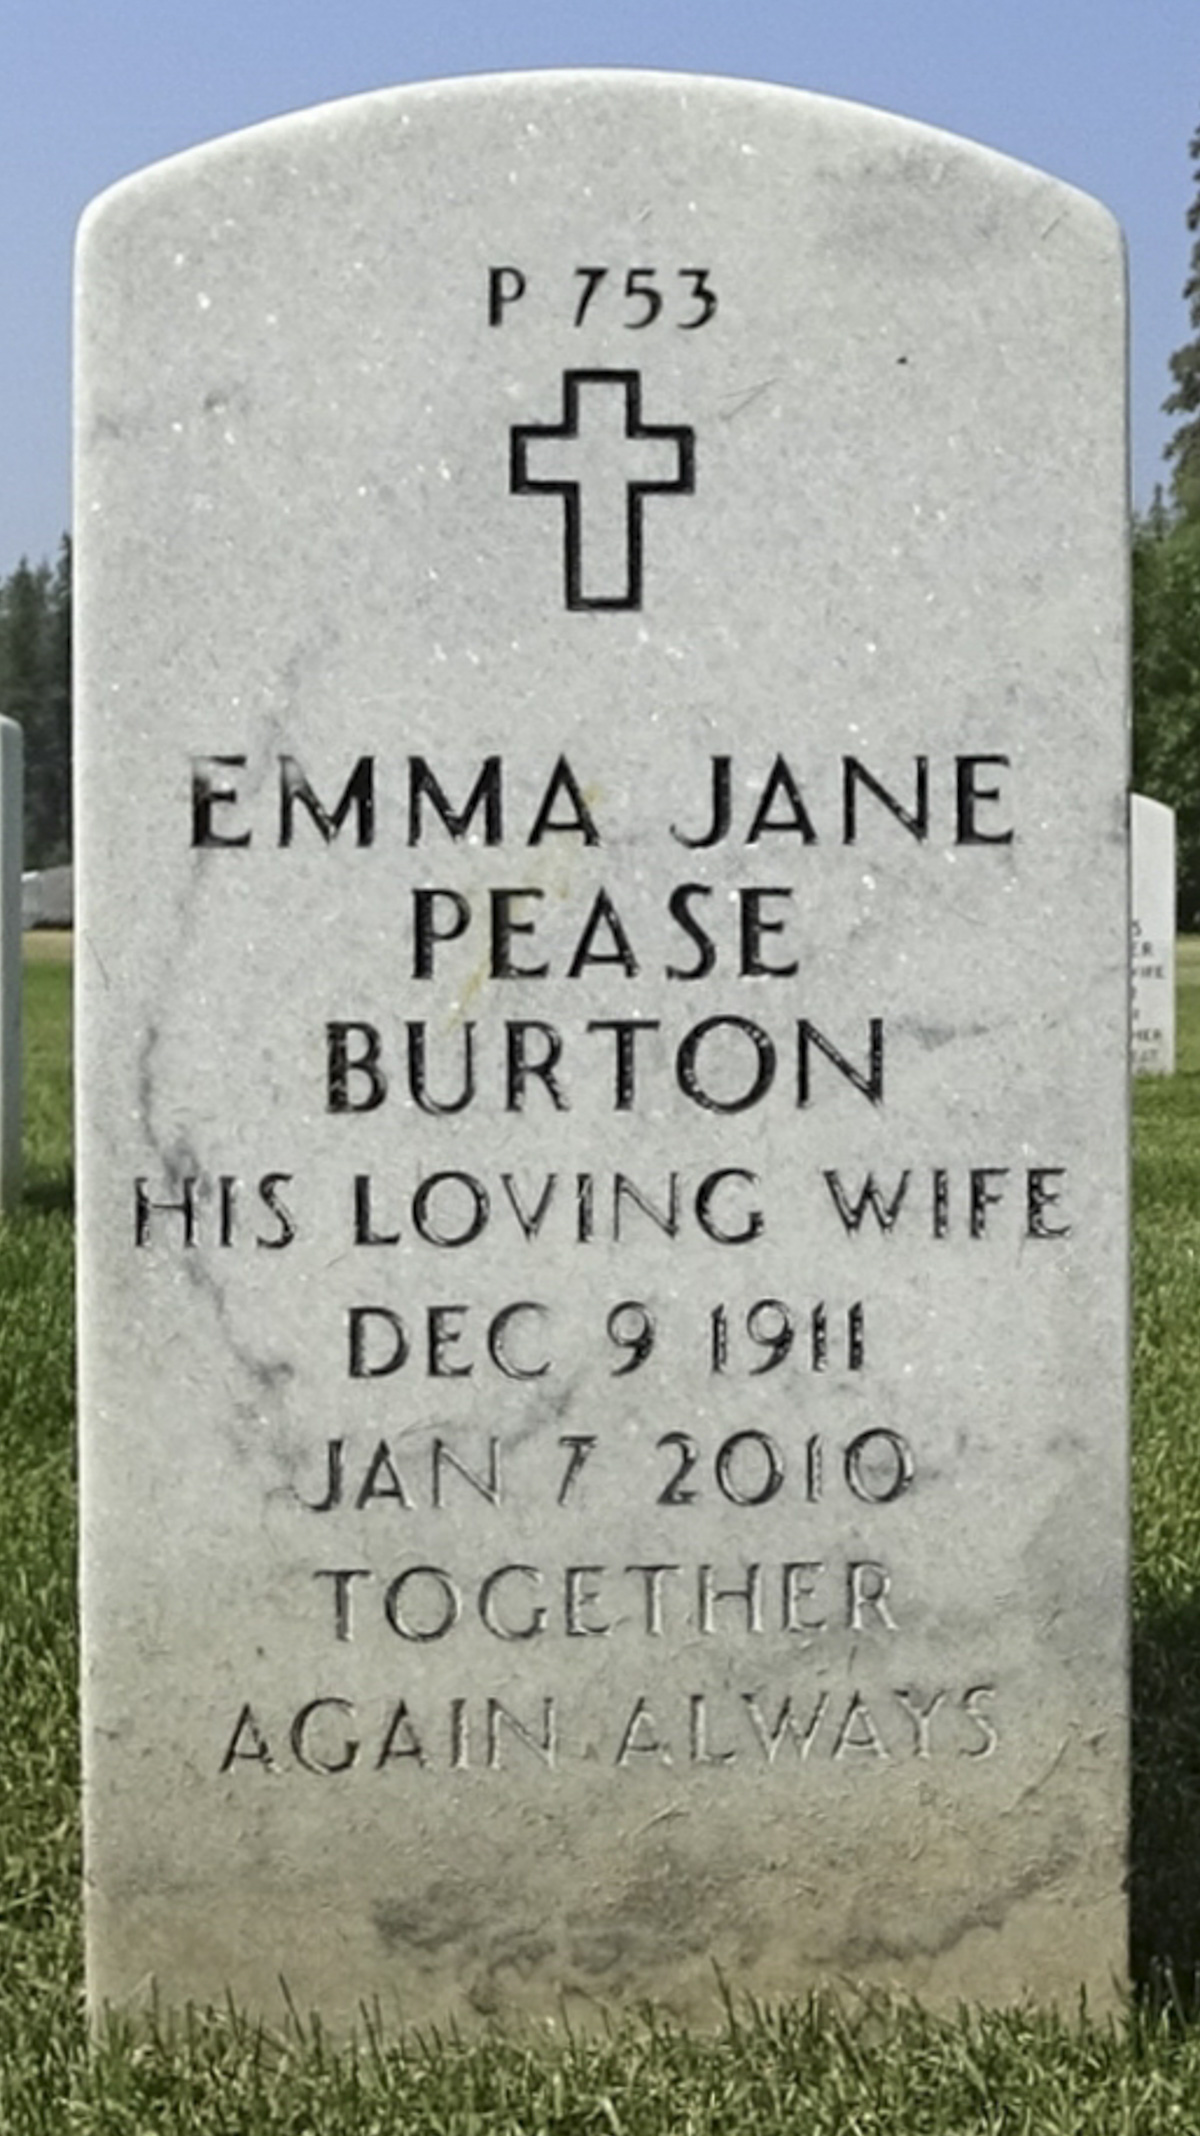 P 753
EMMA JANE
PEASE
BURTON
HIS LOVING WIFE
DEC 9 1911
JAN 7 2010
TOGETHER
AGAIN ALWAYS